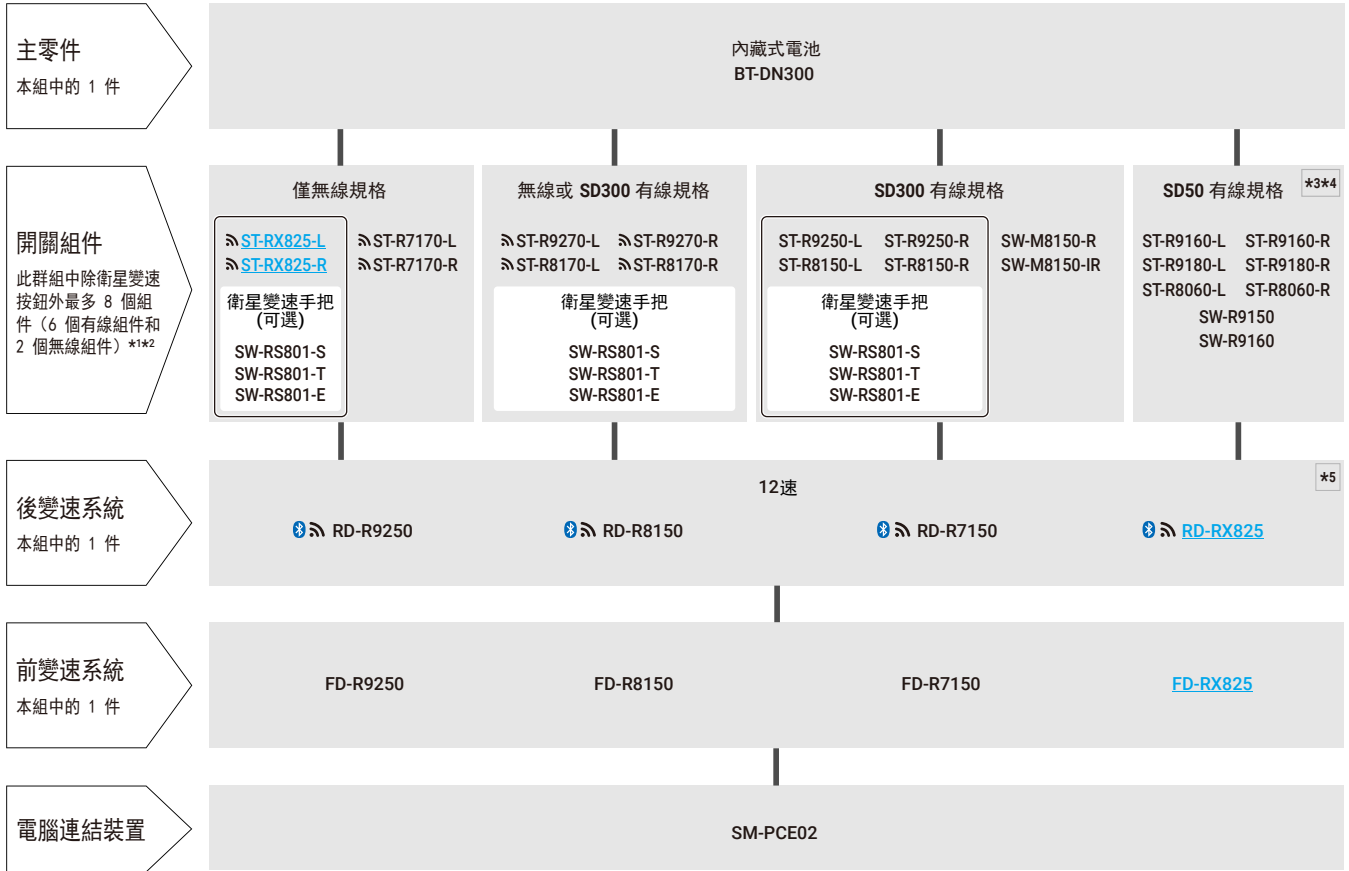 主零件
本組中的 1 件
內藏式電池
BT-DN300
開關組件
此群組中除衛星變速
按鈕外最多 8 個組
件（6 個有線組件和
2 個無線組件）*1*2
僅無線規格
ST-RX825-L ST-R7170-L
ST-RX825-R ST-R7170-R
衛星變速手把
(可選)
SW-RS801-S
SW-RS801-T
SW-RS801-E
無線或 SD300 有線規格
ST-R9270-L ST-R9270-R
ST-R8170-L ST-R8170-R
衛星變速手把
(可選)
SW-RS801-S
SW-RS801-T
SW-RS801-E
SD300 有線規格
ST-R9250-L ST-R9250-R SW-M8150-R
ST-R8150-L ST-R8150-R SW-M8150-IR
衛星變速手把
(可選)
SW-RS801-S
SW-RS801-T
SW-RS801-E
SD50 有線規格 *3*4
ST-R9160-L ST-R9160-R
ST-R9180-L ST-R9180-R
ST-R8060-L ST-R8060-R
SW-R9150
SW-R9160
後變速系統
本組中的 1 件
12速 *5
RD-R9250 RD-R8150 RD-R7150 RD-RX825
前變速系統
本組中的 1 件
FD-R9250 FD-R8150 FD-R7150 FD-RX825
電腦連結裝置
SM-PCE02